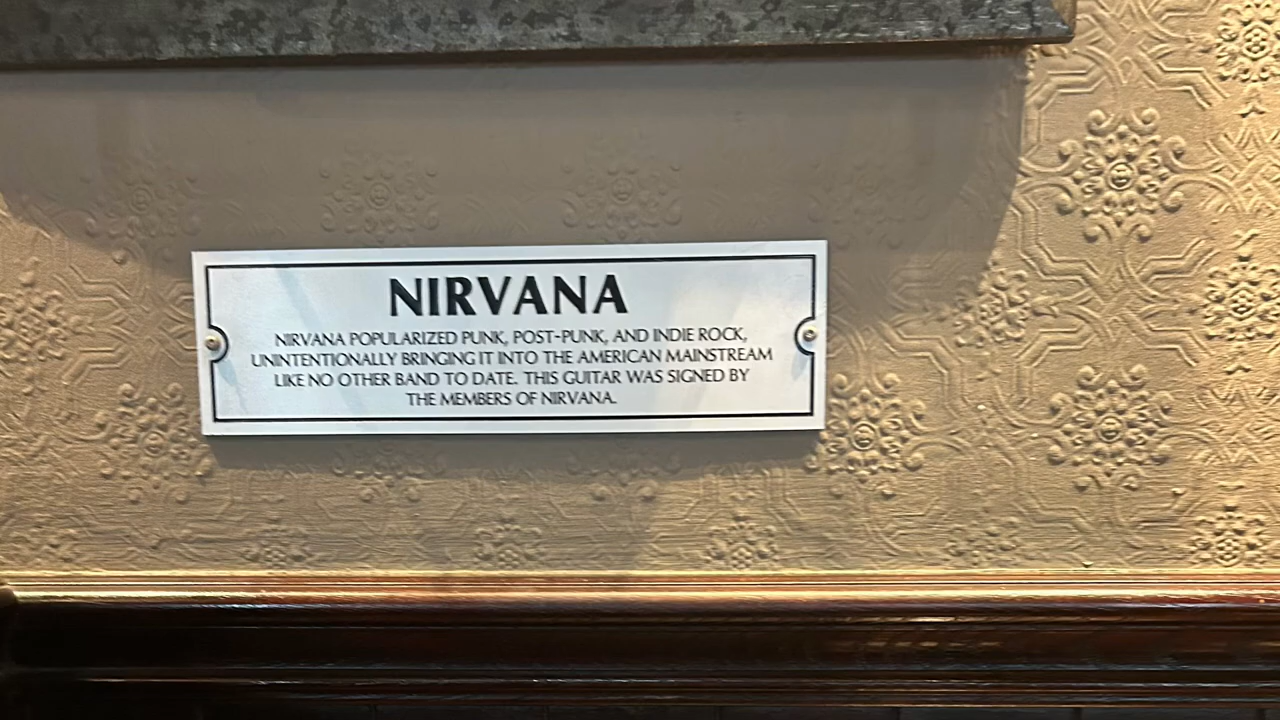 NIRVANA
NIRVANA POPULARIZED PUNK, POST-PUNK, AND INDIE ROCK,
UNINTENTIONALLY BRINGING IT INTO THE AMERICAN MAINSTREAM
LIKE NO OTHER BAND TO DATE. THIS GUITAR WAS SIGNED BY
THE MEMBERS OF NIRVANA.